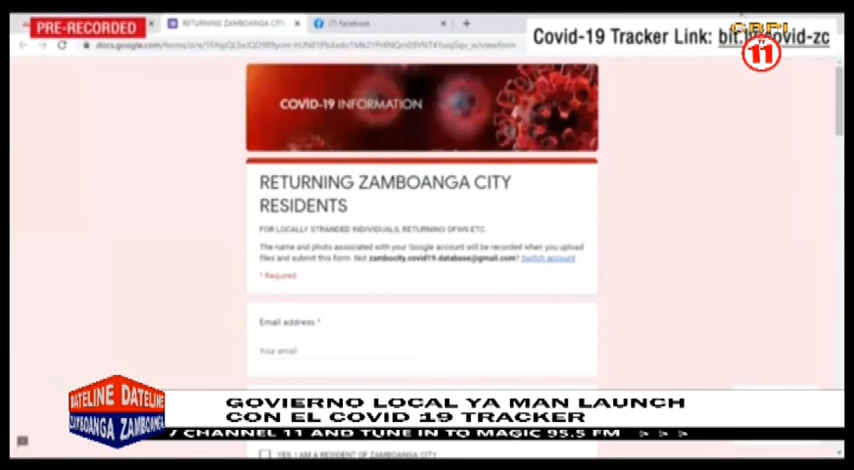 PRE-RECORDED
RETURNING ZAMBOANGA CITY
Facebook
Covid-19 Tracker Link: bit.ly/covid-zc
GBPI
TV
11
COVID-19 INFORMATION
RETURNING ZAMBOANGA CITY
RESIDENTS
FOR LOCALLY STRANDED INDIVIDUALS, RETURNING OFWS ETC.
The name and photo associated with your Google account will be recorded when you upload
files and submit this form. Not zambocity.covid19.database@gmail.com? Switch account
* Required
Email address *
Your email
DATELINE DATELINE
ZAMBOANGA ZAMBOANGA
GOVIERNO LOCAL YA MAN LAUNCH
CON EL COVID 19 TRACKER
CHANNEL 11 AND TUNE IN TO MAGIC 95.5 FM > > >
YES, I AM A RESIDENT OF ZAMBOANGA CITY